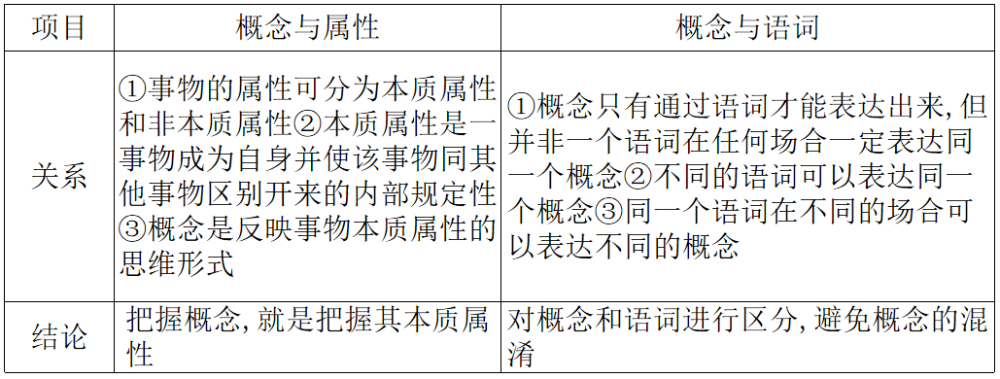 项目
概念与属性
概念与语词
关系
①事物的属性可分为本质属性
和非本质属性②本质属性是一
事物成为自身并使该事物同其
他事物区别开来的内部规定性
③概念是反映事物本质属性的
思维形式
①概念只有通过语词才能表达出来,但
并非一个语词在任何场合一定表达同
一个概念②不同的语词可以表达同一
个概念③同一个语词在不同的场合可
以表达不同的概念
结论
把握概念,就是把握其本质属
性
对概念和语词进行区分,避免概念的混
淆